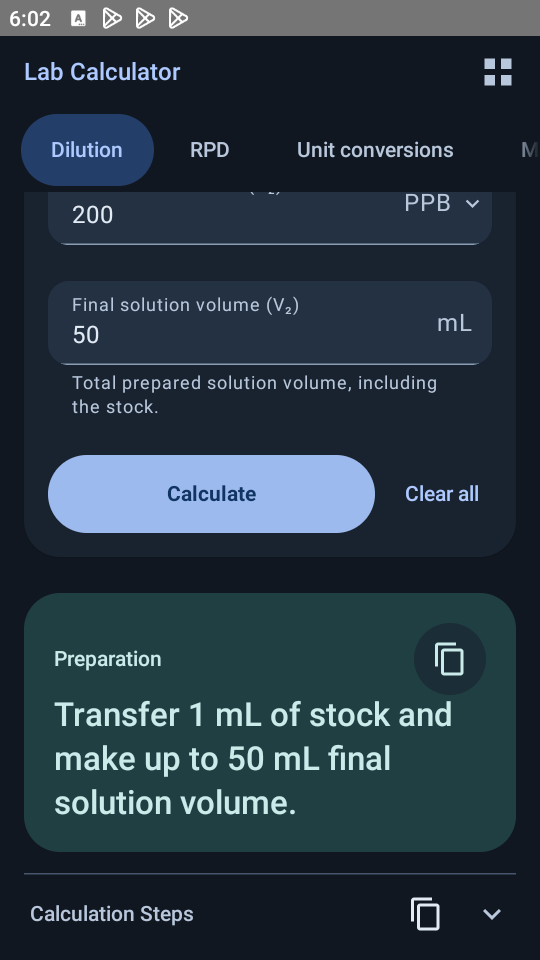 6:02
Lab Calculator
Dilution RPD Unit conversions M
200 PPB
Final solution volume (V₂)
50 mL
Total prepared solution volume, including
the stock.
Calculate Clear all
Preparation
Transfer 1 mL of stock and
make up to 50 mL final
solution volume.
Calculation Steps